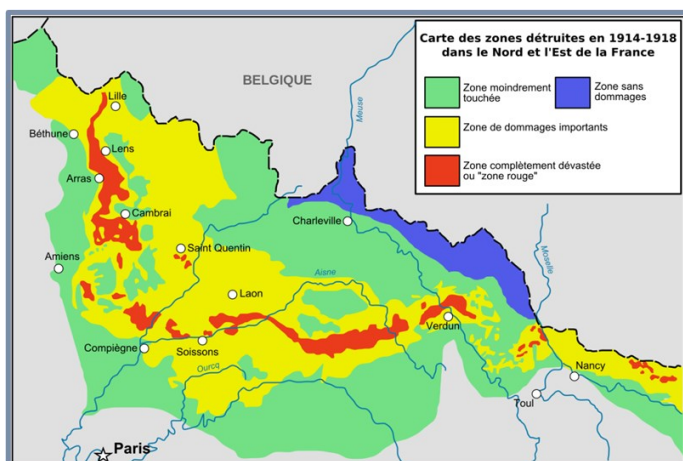 Carte des zones détruites en 1914-1918
dans le Nord et l'Est de la France
Zone moindrement
touchée
Zone sans
dommages
Zone de dommages importants
Zone complètement dévastée
ou "zone rouge"
BELGIQUE
Meuse
Lille
Béthune
Lens
Arras
Cambrai
Charleville
Moselle
Saint Quentin
Amiens
Aisne
Laon
Verdun
Compiègne
Soissons
Ourcq
Nancy
Toul
Paris